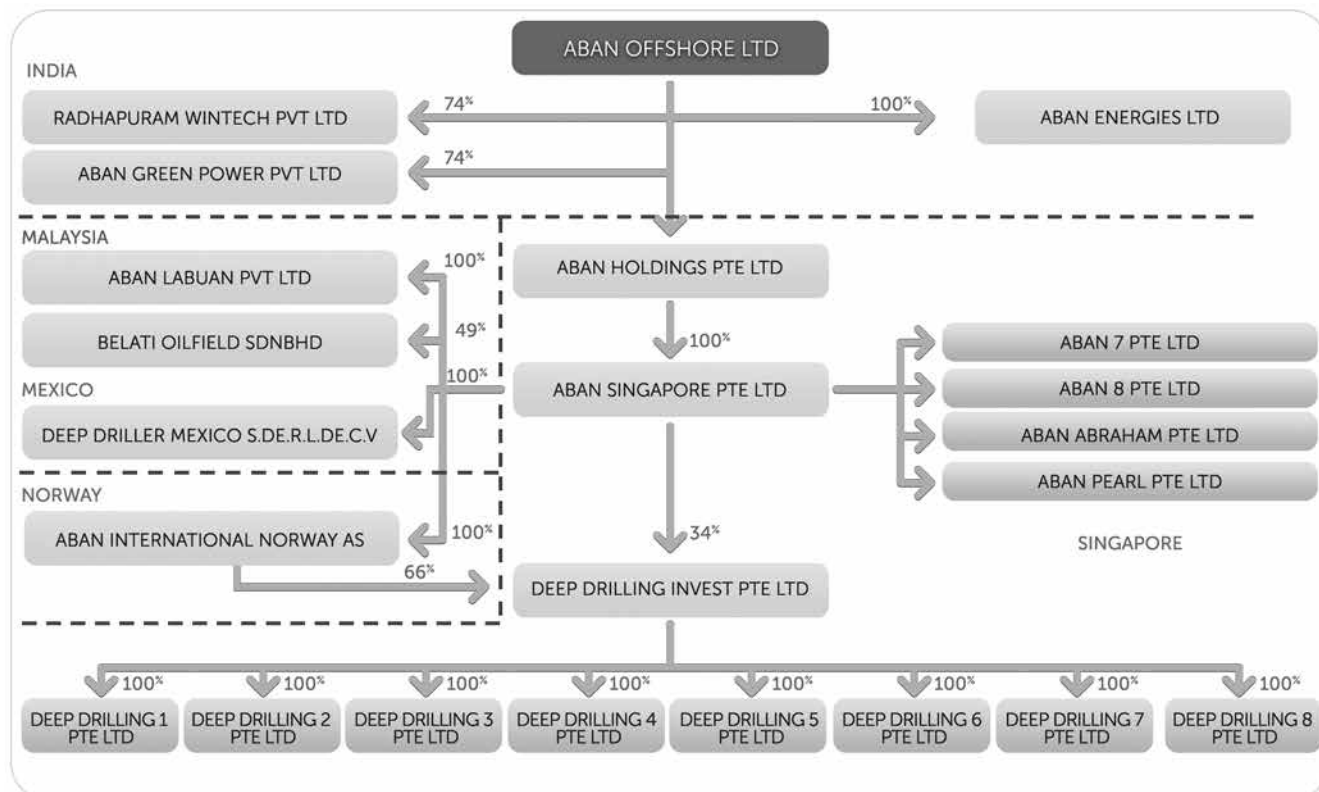 ABAN OFFSHORE LTD
INDIA
RADHAPURAM WINTECH PVT LTD
74%
100%
ABAN ENERGIES LTD
ABAN GREEN POWER PVT LTD
74%
MALAYSIA
ABAN LABUAN PVT LTD
100%
ABAN HOLDINGS PTE LTD
BELATI OILFIELD SDNBHD
49%
100%
ABAN 7 PTE LTD
MEXICO
100%
ABAN SINGAPORE PTE LTD
ABAN 8 PTE LTD
DEEP DRILLER MEXICO S.DE.R.L.DE.C.V
ABAN ABRAHAM PTE LTD
ABAN PEARL PTE LTD
NORWAY
ABAN INTERNATIONAL NORWAY AS
100%
34%
SINGAPORE
66%
DEEP DRILLING INVEST PTE LTD
100%
100%
100%
100%
100%
100%
100%
100%
DEEP DRILLING 1
PTE LTD
DEEP DRILLING 2
PTE LTD
DEEP DRILLING 3
PTE LTD
DEEP DRILLING 4
PTE LTD
DEEP DRILLING 5
PTE LTD
DEEP DRILLING 6
PTE LTD
DEEP DRILLING 7
PTE LTD
DEEP DRILLING 8
PTE LTD